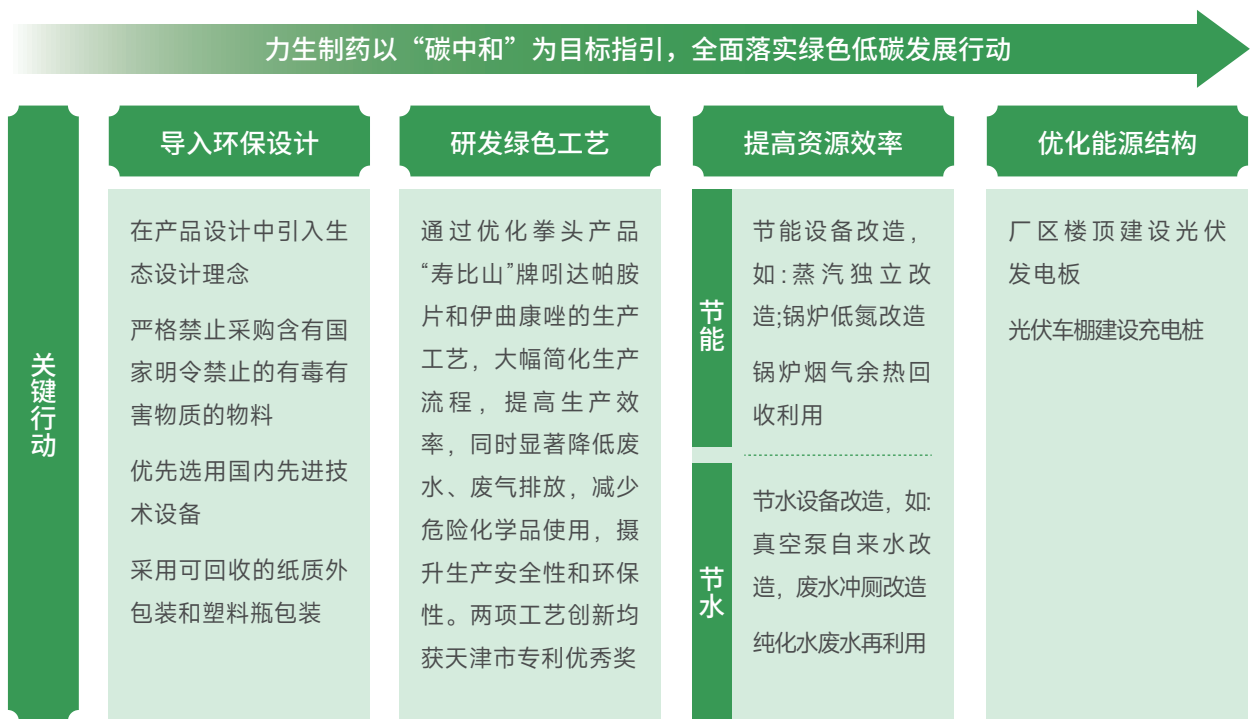 力生制药以“碳中和”为目标指引，全面落实绿色低碳发展行动
关键行动
导入环保设计
在产品设计中引入生
态设计理念
严格禁止采购含有国
家明令禁止的有毒有
害物质的物料
优先选用国内先进技
术设备
采用可回收的纸质外
包装和塑料瓶包装
研发绿色工艺
通过优化拳头产品
“寿比山”牌吲达帕胺
片和伊曲康唑的生产
工艺，大幅简化生产
流程，提高生产效
率，同时显著降低废
水、废气排放，减少
危险化学品使用，摄
升生产安全性和环保
性。两项工艺创新均
获天津市专利优秀奖
提高资源效率
节能
节能设备改造，
如:蒸汽独立改
造;锅炉低氮改造
锅炉烟气余热回
收利用
节水
节水设备改造，如:
真空泵自来水改
造，废水冲厕改造
纯化水废水再利用
优化能源结构
厂区楼顶建设光伏
发电板
光伏车棚建设充电桩